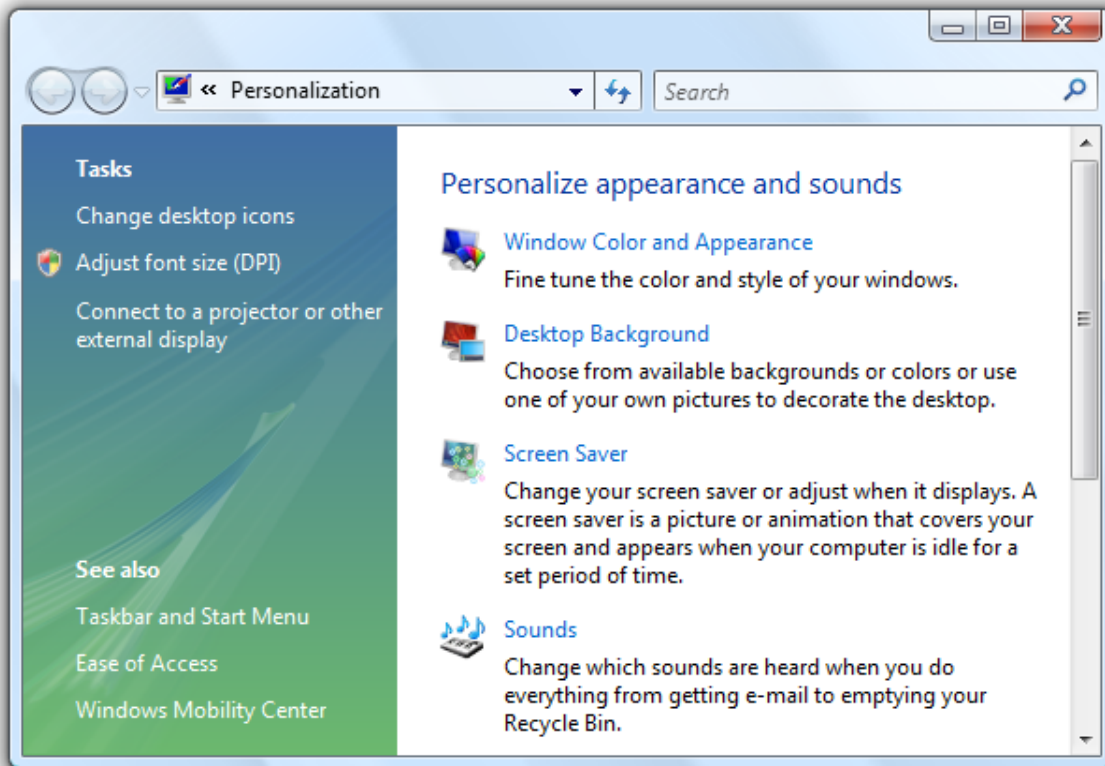 « Personalization
Search
Tasks
Change desktop icons
Adjust font size (DPI)
Connect to a projector or other
external display
See also
Taskbar and Start Menu
Ease of Access
Windows Mobility Center
Personalize appearance and sounds
Window Color and Appearance
Fine tune the color and style of your windows.
Desktop Background
Choose from available backgrounds or colors or use
one of your own pictures to decorate the desktop.
Screen Saver
Change your screen saver or adjust when it displays. A
screen saver is a picture or animation that covers your
screen and appears when your computer is idle for a
set period of time.
Sounds
Change which sounds are heard when you do
everything from getting e-mail to emptying your
Recycle Bin.